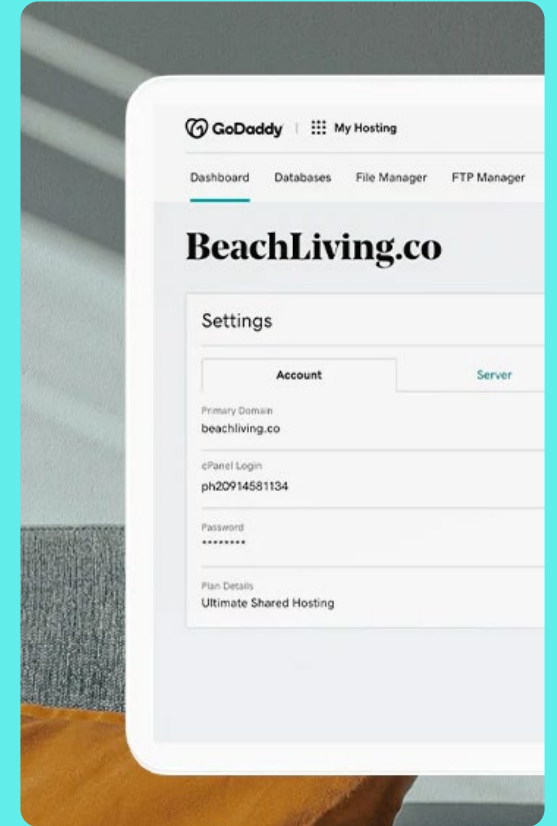 GoDaddy | My Hosting
Dashboard Databases File Manager FTP Manager
BeachLiving.co
Settings
Account Server
Primary Domain
beachliving.co
cPanel Login
ph20914581134
Password
********
Plan Details
Ultimate Shared Hosting